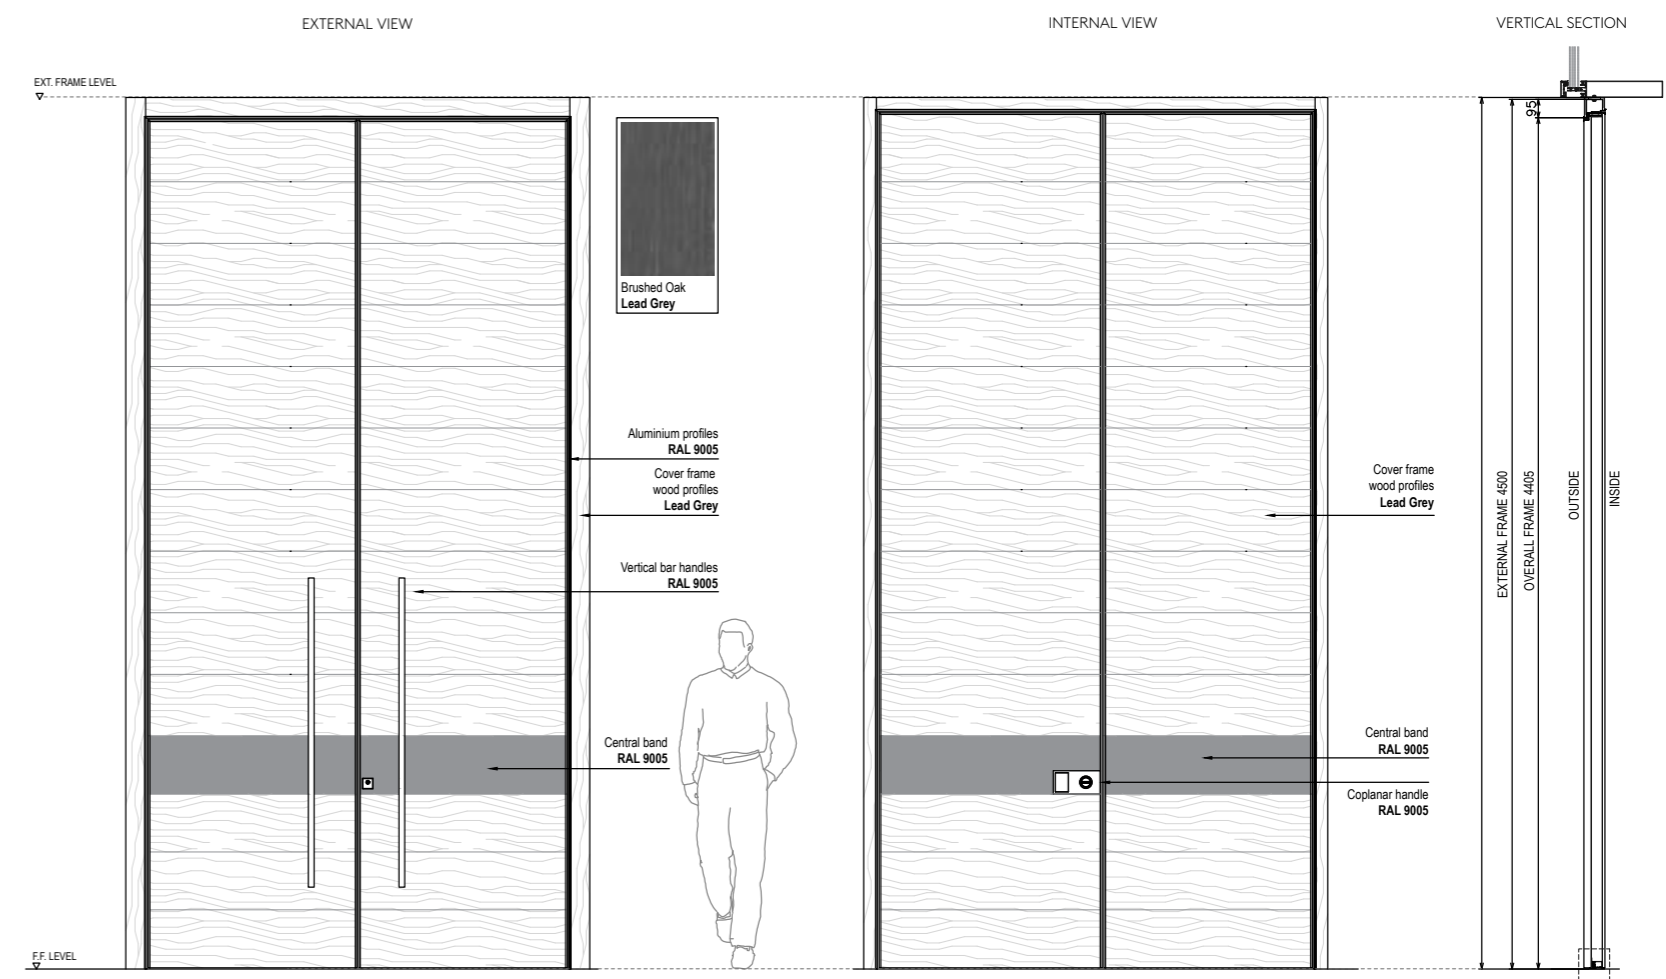 EXTERNAL VIEW
INTERNAL VIEW
VERTICAL SECTION
EXT. FRAME LEVEL
95
Brushed Oak
Lead Grey
Aluminium profiles
RAL 9005
Cover frame
wood profiles
Lead Grey
Vertical bar handles
RAL 9005
Central band
RAL 9005
Cover frame
wood profiles
Lead Grey
Central band
RAL 9005
Coplanar handle
RAL 9005
EXTERNAL FRAME 4500
OVERALL FRAME 4405
OUTSIDE
INSIDE
F.F. LEVEL